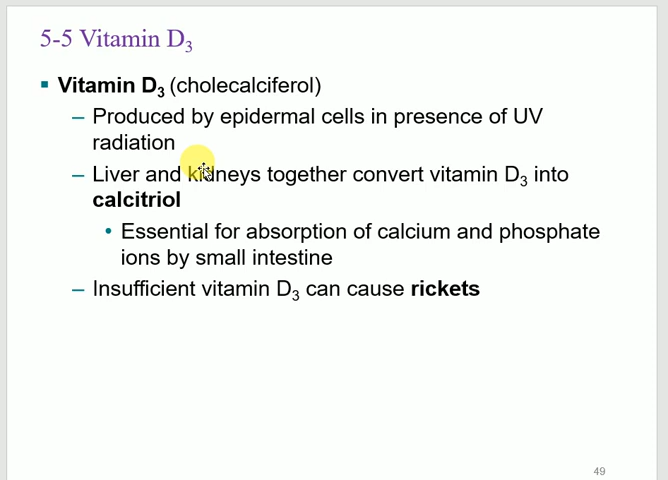 5-5 Vitamin D₃
▪ Vitamin D₃ (cholecalciferol)
– Produced by epidermal cells in presence of UV
radiation
– Liver and kidneys together convert vitamin D₃ into
calcitriol
• Essential for absorption of calcium and phosphate
ions by small intestine
– Insufficient vitamin D₃ can cause rickets
49